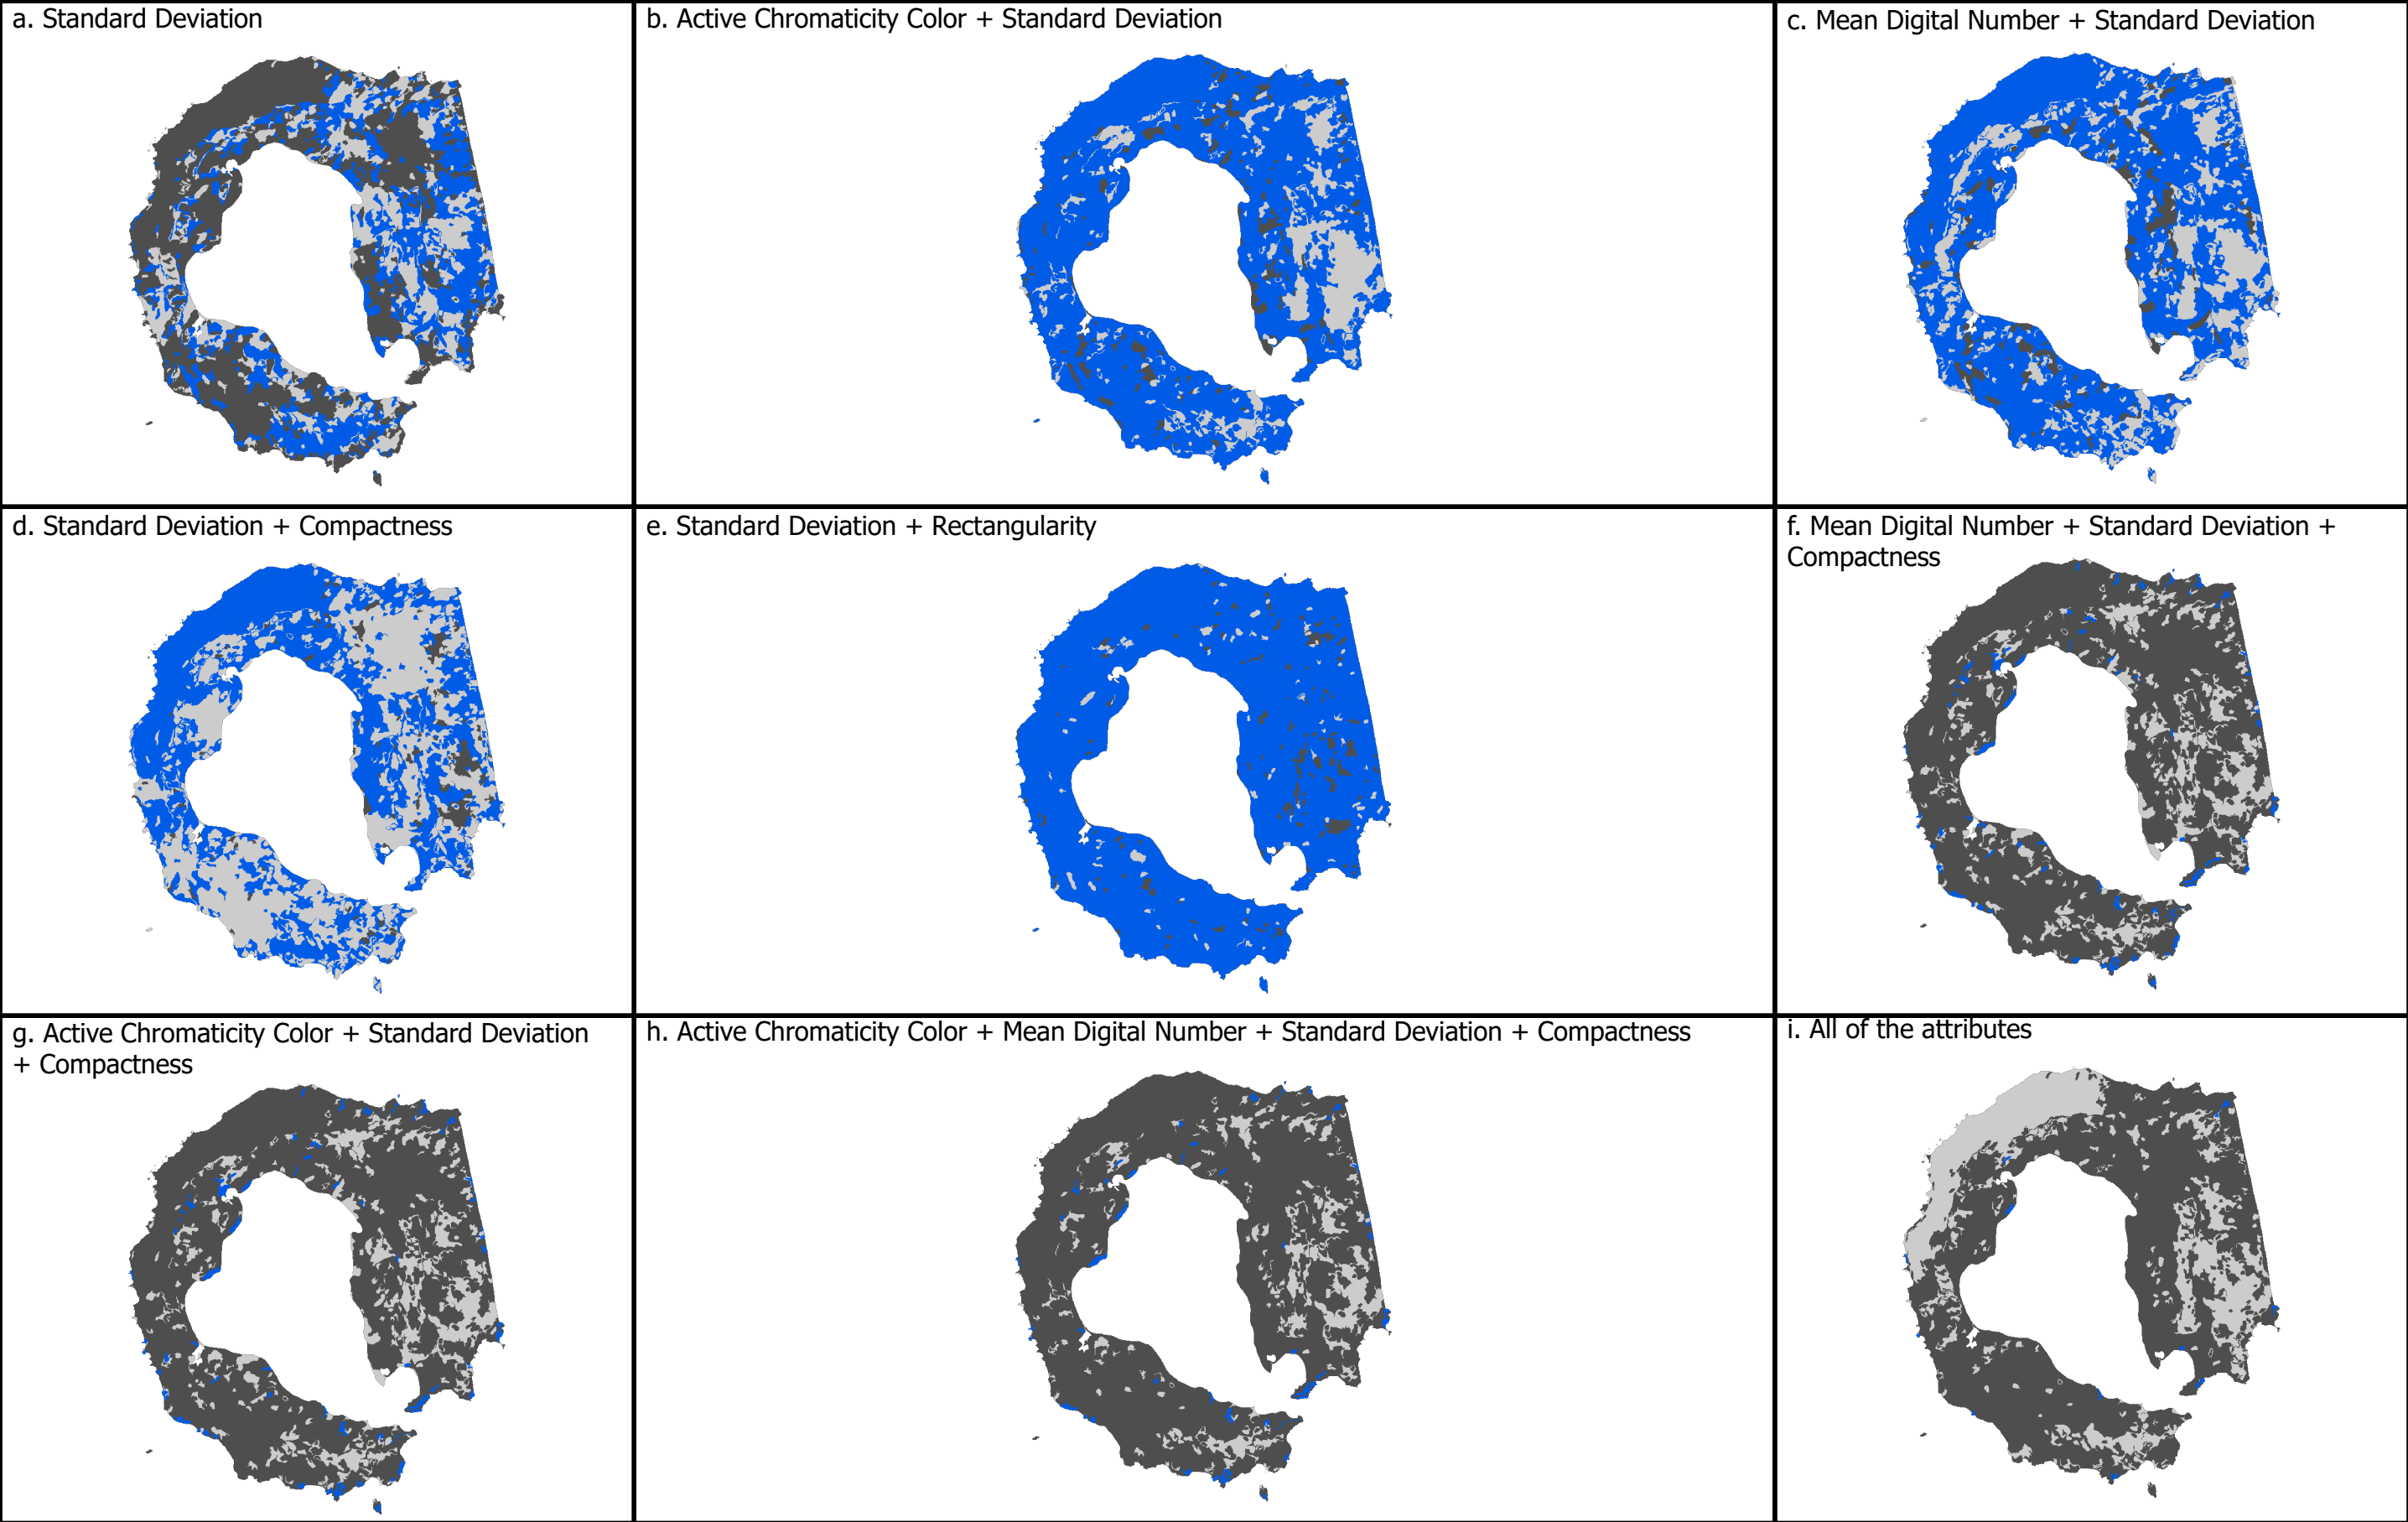 a. Standard Deviation
b. Active Chromaticity Color + Standard Deviation
c. Mean Digital Number + Standard Deviation
d. Standard Deviation + Compactness
e. Standard Deviation + Rectangularity
f. Mean Digital Number + Standard Deviation +
Compactness
g. Active Chromaticity Color + Standard Deviation
+ Compactness
h. Active Chromaticity Color + Mean Digital Number + Standard Deviation + Compactness
i. All of the attributes